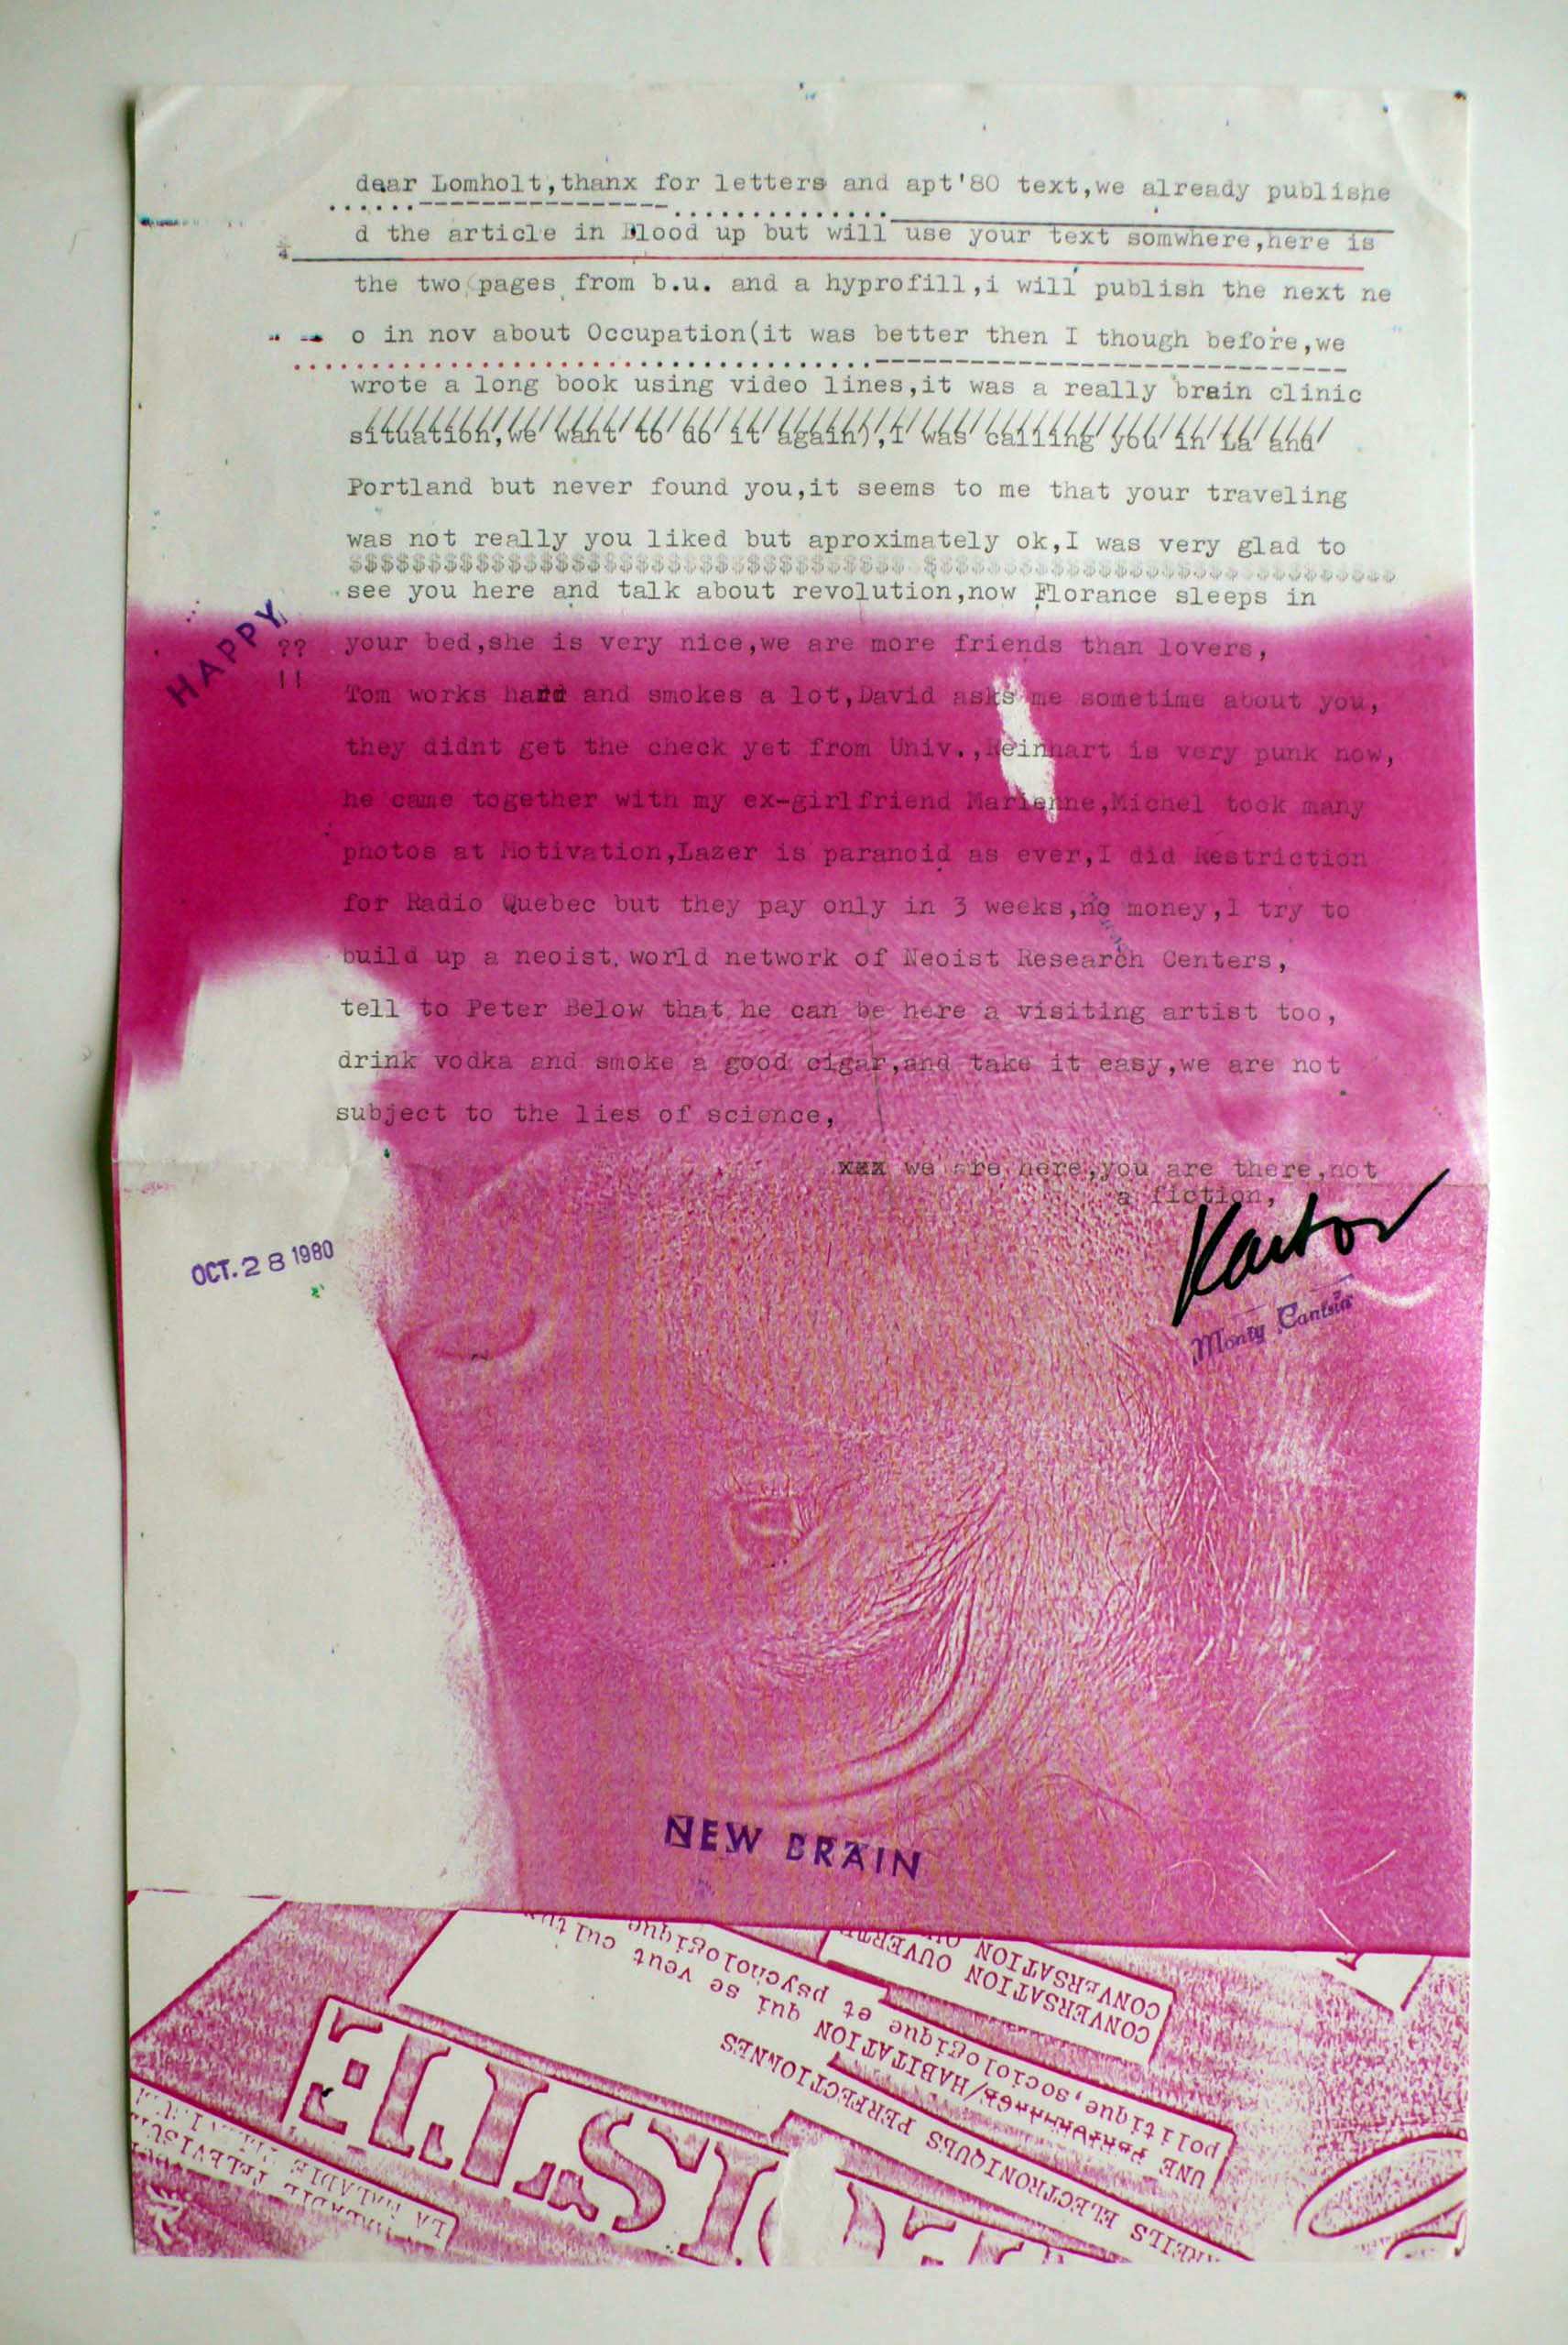 dear Lomholt,thanx for letters and apt'80 text,we already publishe
d the article in Blood up but will use your text somwhere,here is
the two pages from b.u. and a hyprofill,i will publish the next ne
o in nov about Occupation(it was better then I though before,we
wrote a long book using video lines,it was a really brain clinic
situation,we want to do it again),I was calling you in La and
Portland but never found you,it seems to me that your traveling
was not really you liked but aproximately ok,I was very glad to
see you here and talk about revolution,now Florance sleeps in
HAPPY
??
!!
your bed,she is very nice,we are more friends than lovers,
Tom works hard and smokes a lot,David asks me sometime about you,
they didnt get the check yet from Univ.,Reinhart is very punk now,
he came together with my ex-girlfriend Marienne,Michel took many
photos at Motivation,Lazer is paranoid as ever,I did Restriction
for Radio Quebec but they pay only in 3 weeks,no money,I try to
build up a neoist world network of Neoist Research Centers,
tell to Peter Below that he can be here a visiting artist too,
drink vodka and smoke a good cigar,and take it easy,we are not
subject to the lies of science,
xxx we are here,you are there,not
a fiction,
Kantor
Monty Cantsin
OCT. 28 1980
NEW BRAIN
CONVERSATION
CONVERSATION OUVERTE
politique,sociologique et psychologique
UNE HABITATION qui se veut
ELECTRONIQUES PERFECTIONNES
LA MALADIE